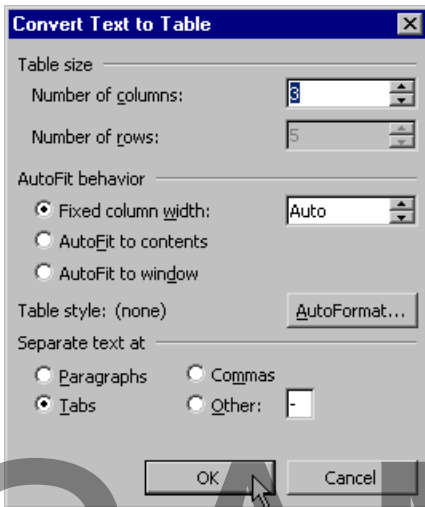 Convert Text to Table
Table size
Number of columns: 3
Number of rows: 5
AutoFit behavior
Fixed column width: Auto
AutoFit to contents
AutoFit to window
Table style: (none) AutoFormat...
Separate text at
Paragraphs Commas
Tabs Other: -
OK Cancel